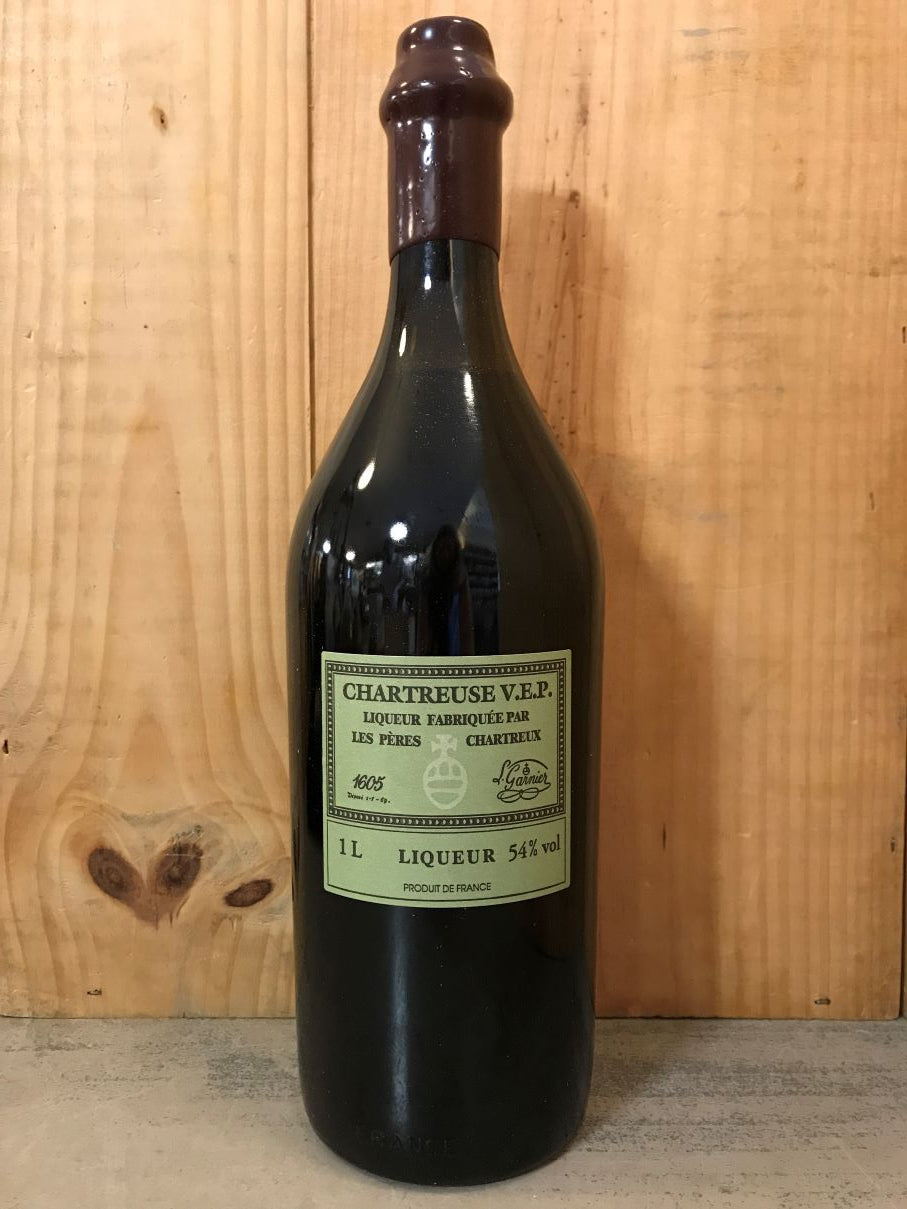 CHARTREUSE V.E.P.
LIQUEUR FABRIQUÉE PAR
LES PÈRES CHARTREUX
1605
L. Garnier
1 L LIQUEUR 54% vol
PRODUIT DE FRANCE